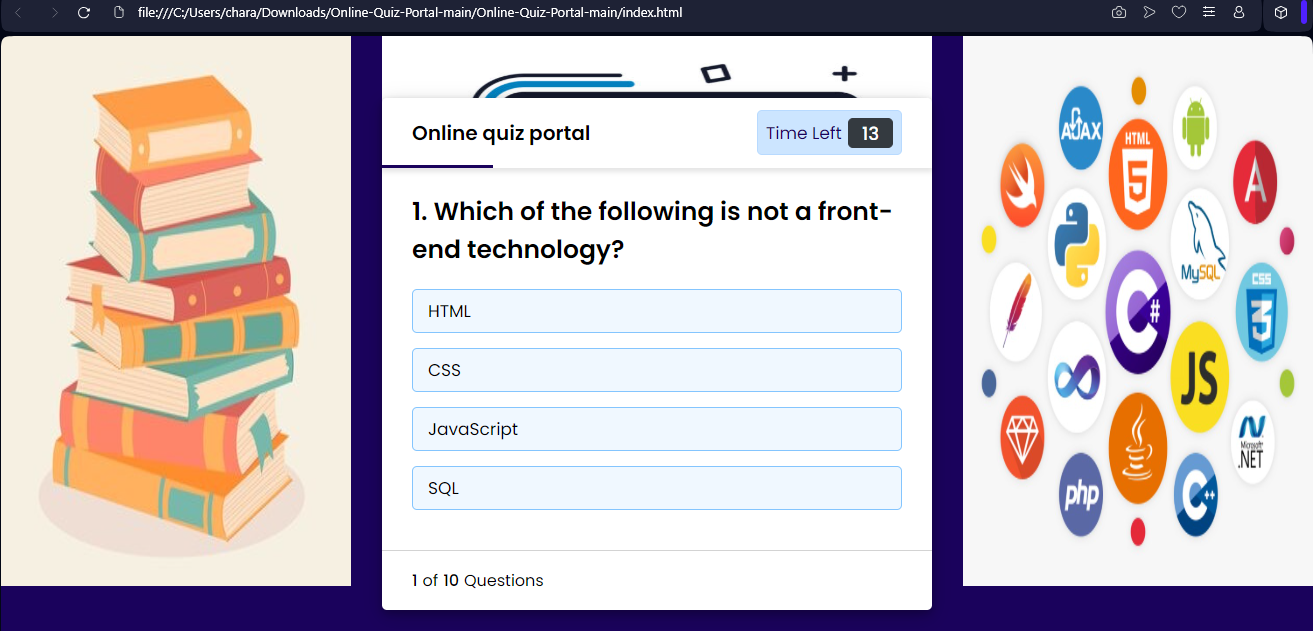 file:///C:/Users/chara/Downloads/Online-Quiz-Portal-main/Online-Quiz-Portal-main/index.html
Online quiz portal
Time Left 13
1. Which of the following is not a front-
end technology?
HTML
CSS
JavaScript
SQL
1 of 10 Questions
AJAX
HTML
5
A
MySQL
CSS
3
C#
JS
Microsoft
.NET
php
C++